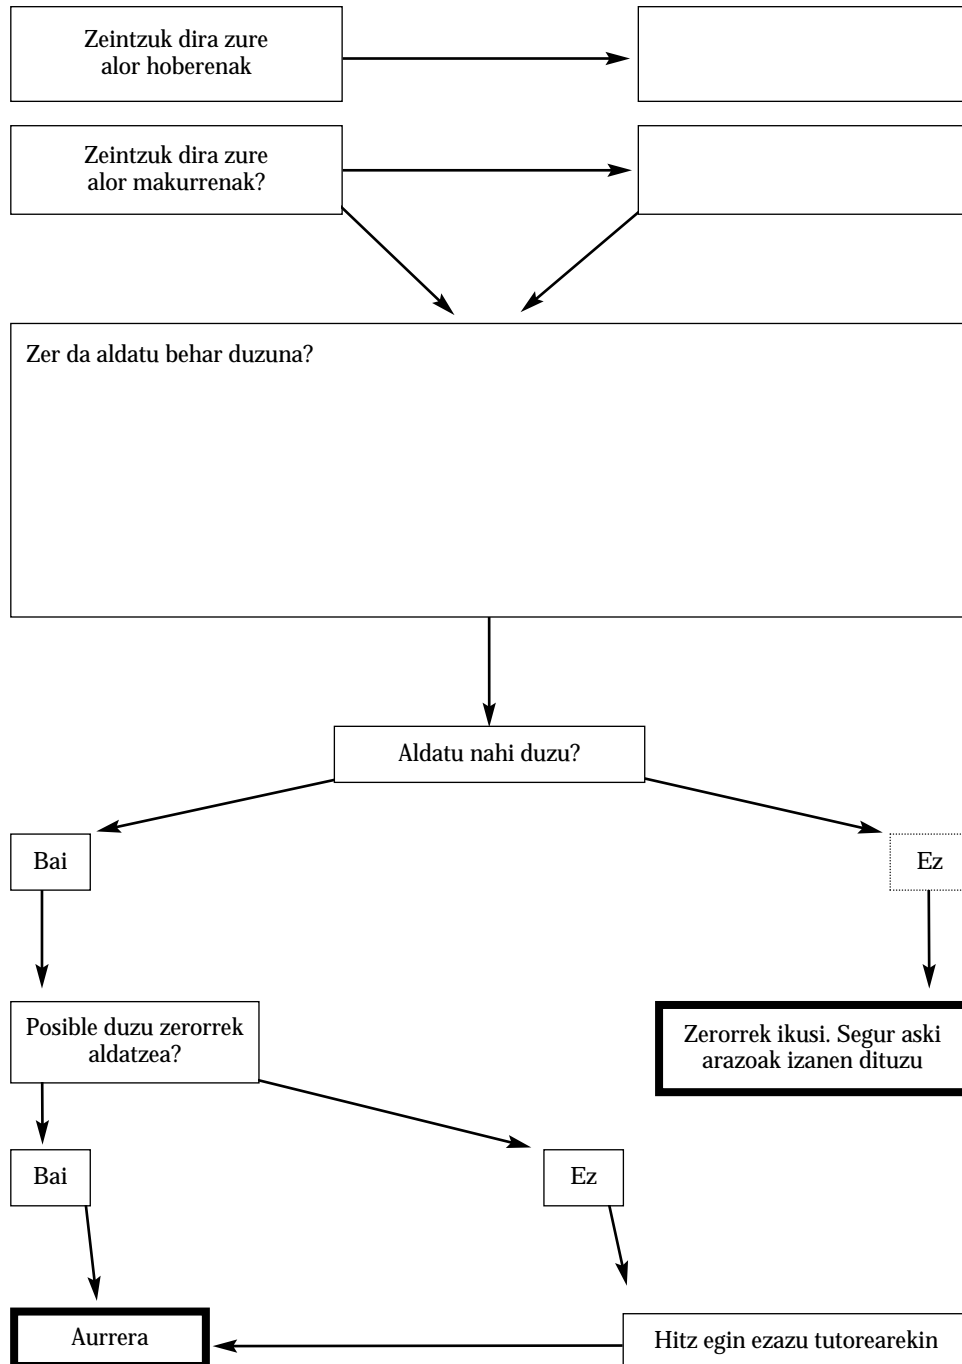 Zeintzuk dira zure
alor hoberenak
Zeintzuk dira zure
alor makurrenak?
Zer da aldatu behar duzuna?
Aldatu nahi duzu?
Bai
Ez
Posible duzu zerorrek
aldatzea?
Zerorrek ikusi. Segur aski
arazoak izanen dituzu
Bai
Ez
Aurrera
Hitz egin ezazu tutorearekin